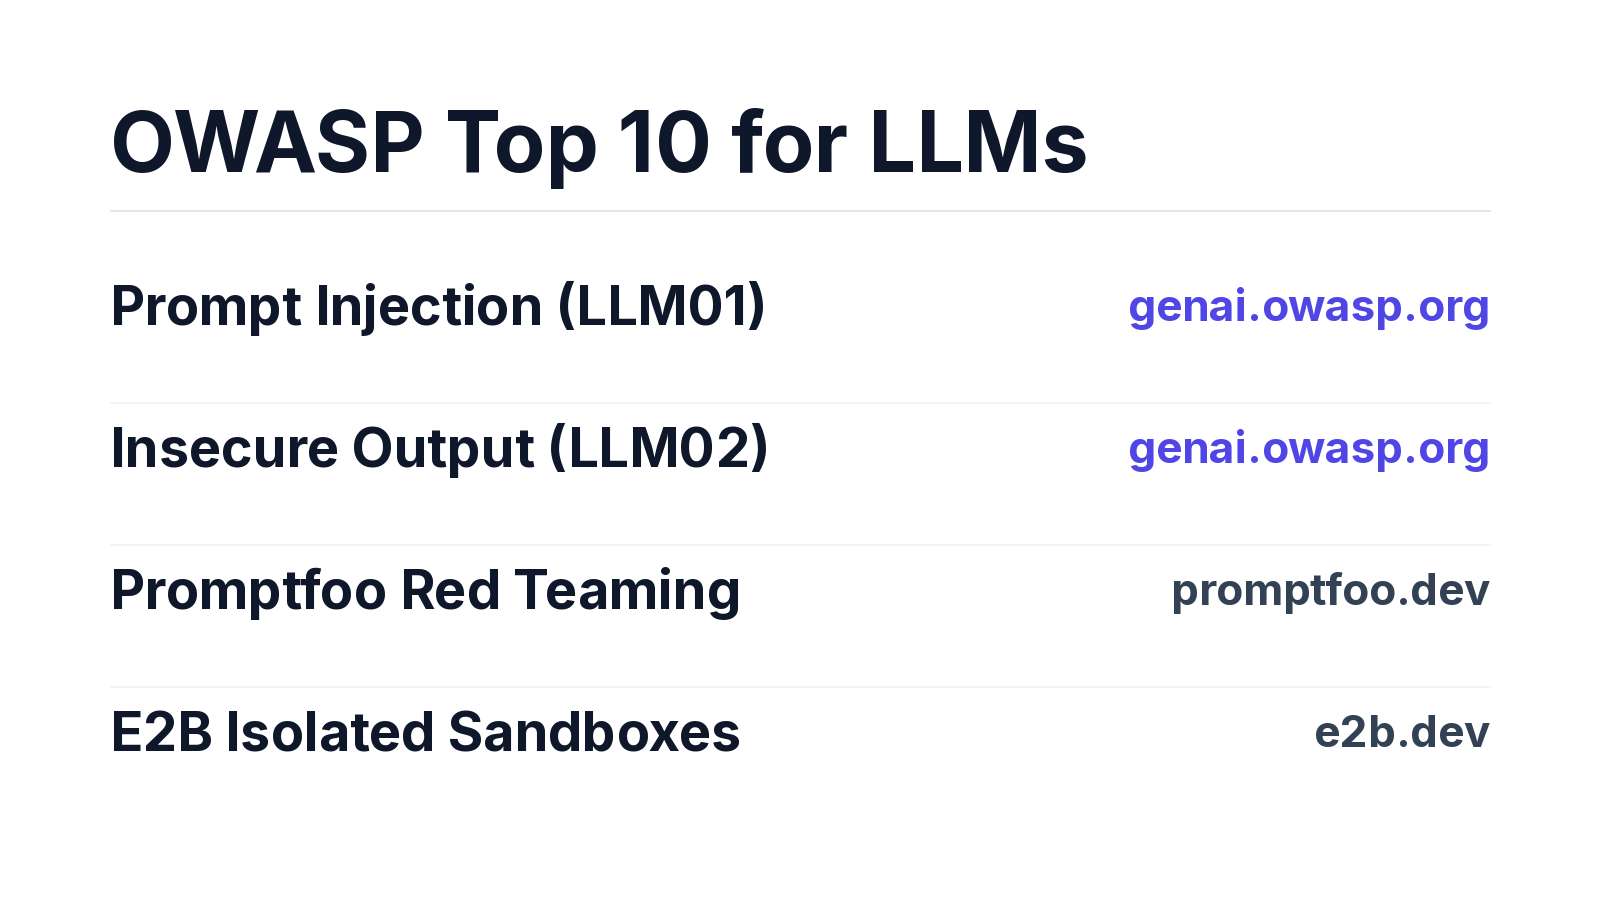 OWASP Top 10 for LLMs
Prompt Injection (LLM01) genai.owasp.org
Insecure Output (LLM02) genai.owasp.org
Promptfoo Red Teaming promptfoo.dev
E2B Isolated Sandboxes e2b.dev